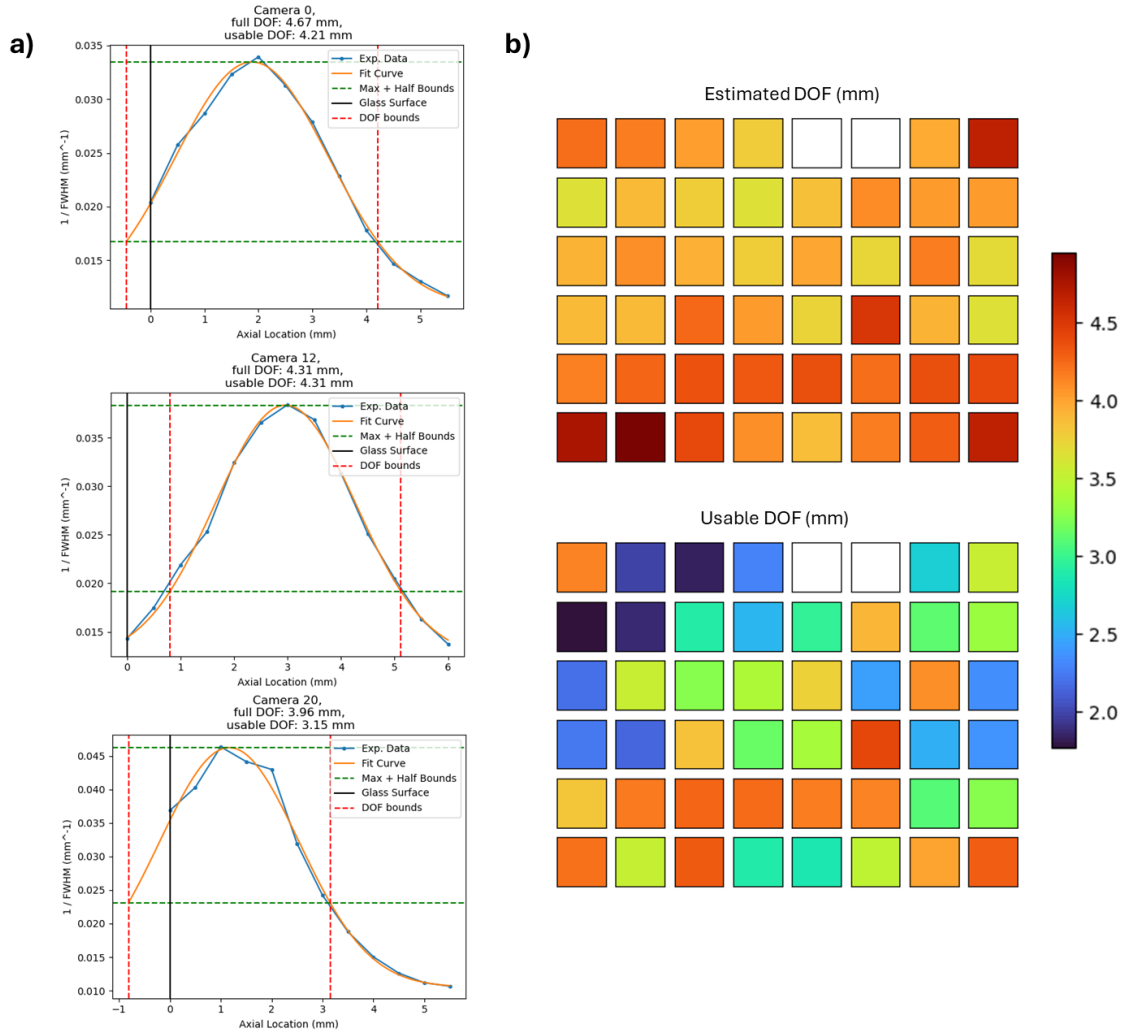 a)
Camera 0,
full DOF: 4.67 mm,
usable DOF: 4.21 mm
0.035
0.030
0.025
0.020
0.015
1 / FWHM (mm^-1)
Exp. Data
Fit Curve
Max + Half Bounds
Glass Surface
DOF bounds
0 1 2 3 4 5
Axial Location (mm)
Camera 12,
full DOF: 4.31 mm,
usable DOF: 4.31 mm
0.035
0.030
0.025
0.020
0.015
1 / FWHM (mm^-1)
Exp. Data
Fit Curve
Max + Half Bounds
Glass Surface
DOF bounds
0 1 2 3 4 5 6
Axial Location (mm)
Camera 20,
full DOF: 3.96 mm,
usable DOF: 3.15 mm
0.045
0.040
0.035
0.030
0.025
0.020
0.015
0.010
1 / FWHM (mm^-1)
Exp. Data
Fit Curve
Max + Half Bounds
Glass Surface
DOF bounds
−1 0 1 2 3 4 5
Axial Location (mm)
b)
Estimated DOF (mm)
Usable DOF (mm)
4.5
4.0
3.5
3.0
2.5
2.0